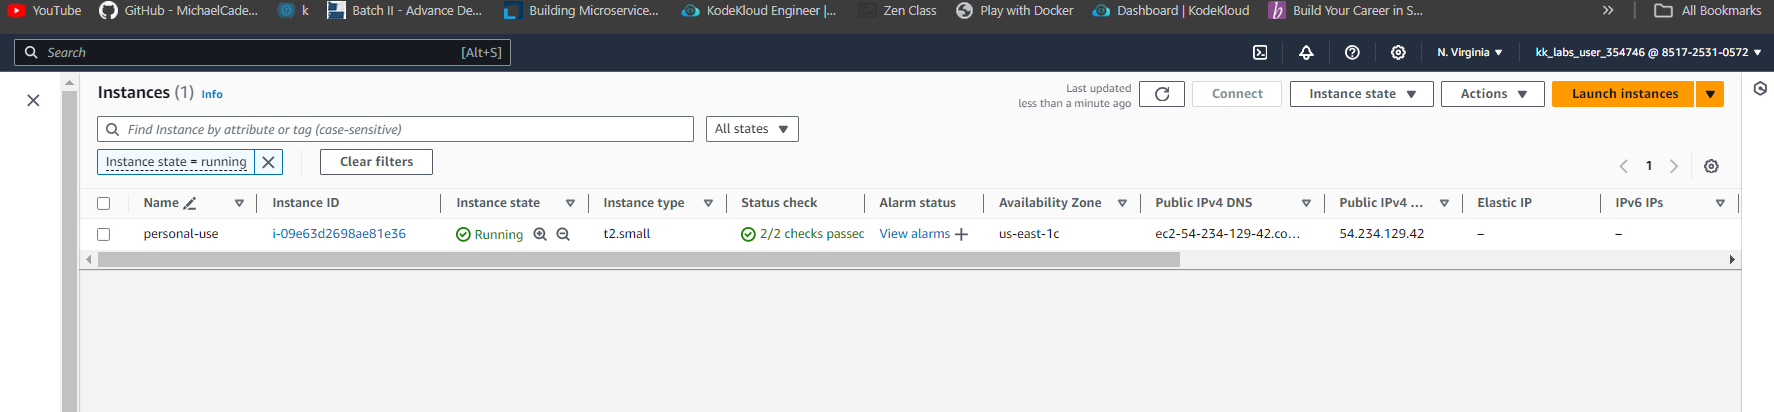 YouTube GitHub - MichaelCade... k Batch II - Advance De... Building Microservice... KodeKloud Engineer |... Zen Class Play with Docker Dashboard | KodeKloud Build Your Career in S... » All Bookmarks
Search [Alt+S] N. Virginia kk_labs_user_354746 @ 8517-2531-0572
Instances (1) Info Last updated less than a minute ago Connect Instance state Actions Launch instances
Find Instance by attribute or tag (case-sensitive) All states
Instance state = running Clear filters 1
Name Instance ID Instance state Instance type Status check Alarm status Availability Zone Public IPv4 DNS Public IPv4 ... Elastic IP IPv6 IPs
personal-use i-09e63d2698ae81e36 Running t2.small 2/2 checks passec View alarms + us-east-1c ec2-54-234-129-42.co... 54.234.129.42 – –